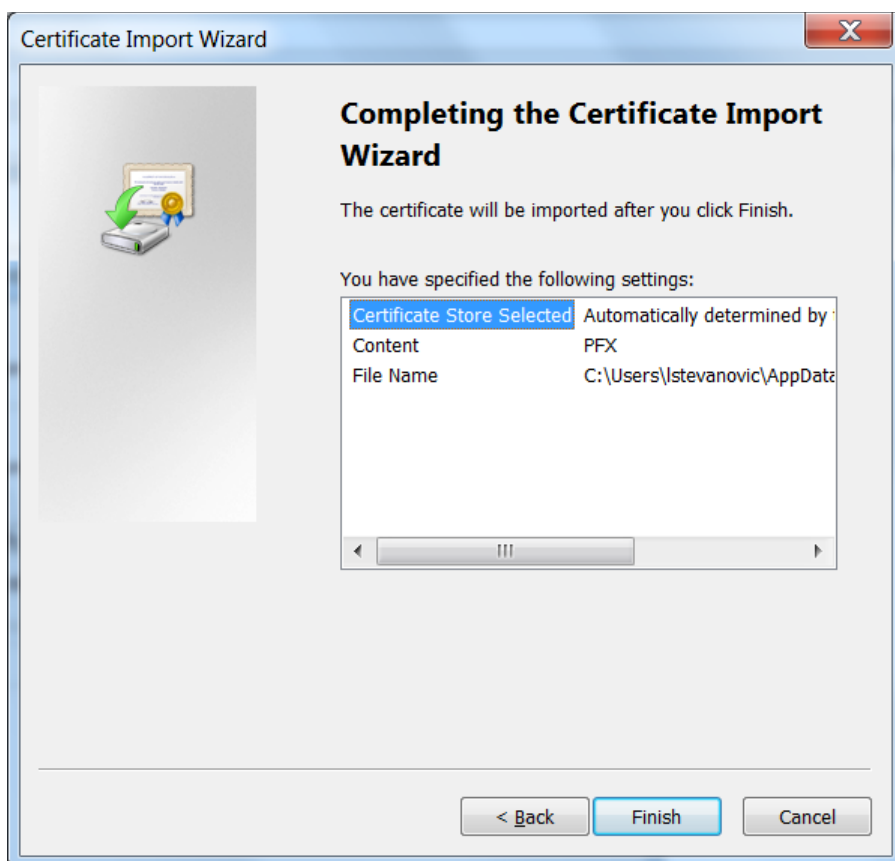 Certificate Import Wizard
Completing the Certificate Import
Wizard
The certificate will be imported after you click Finish.
You have specified the following settings:
Certificate Store Selected Automatically determined by
Content PFX
File Name C:\Users\lstevanovic\AppData
< Back Finish Cancel